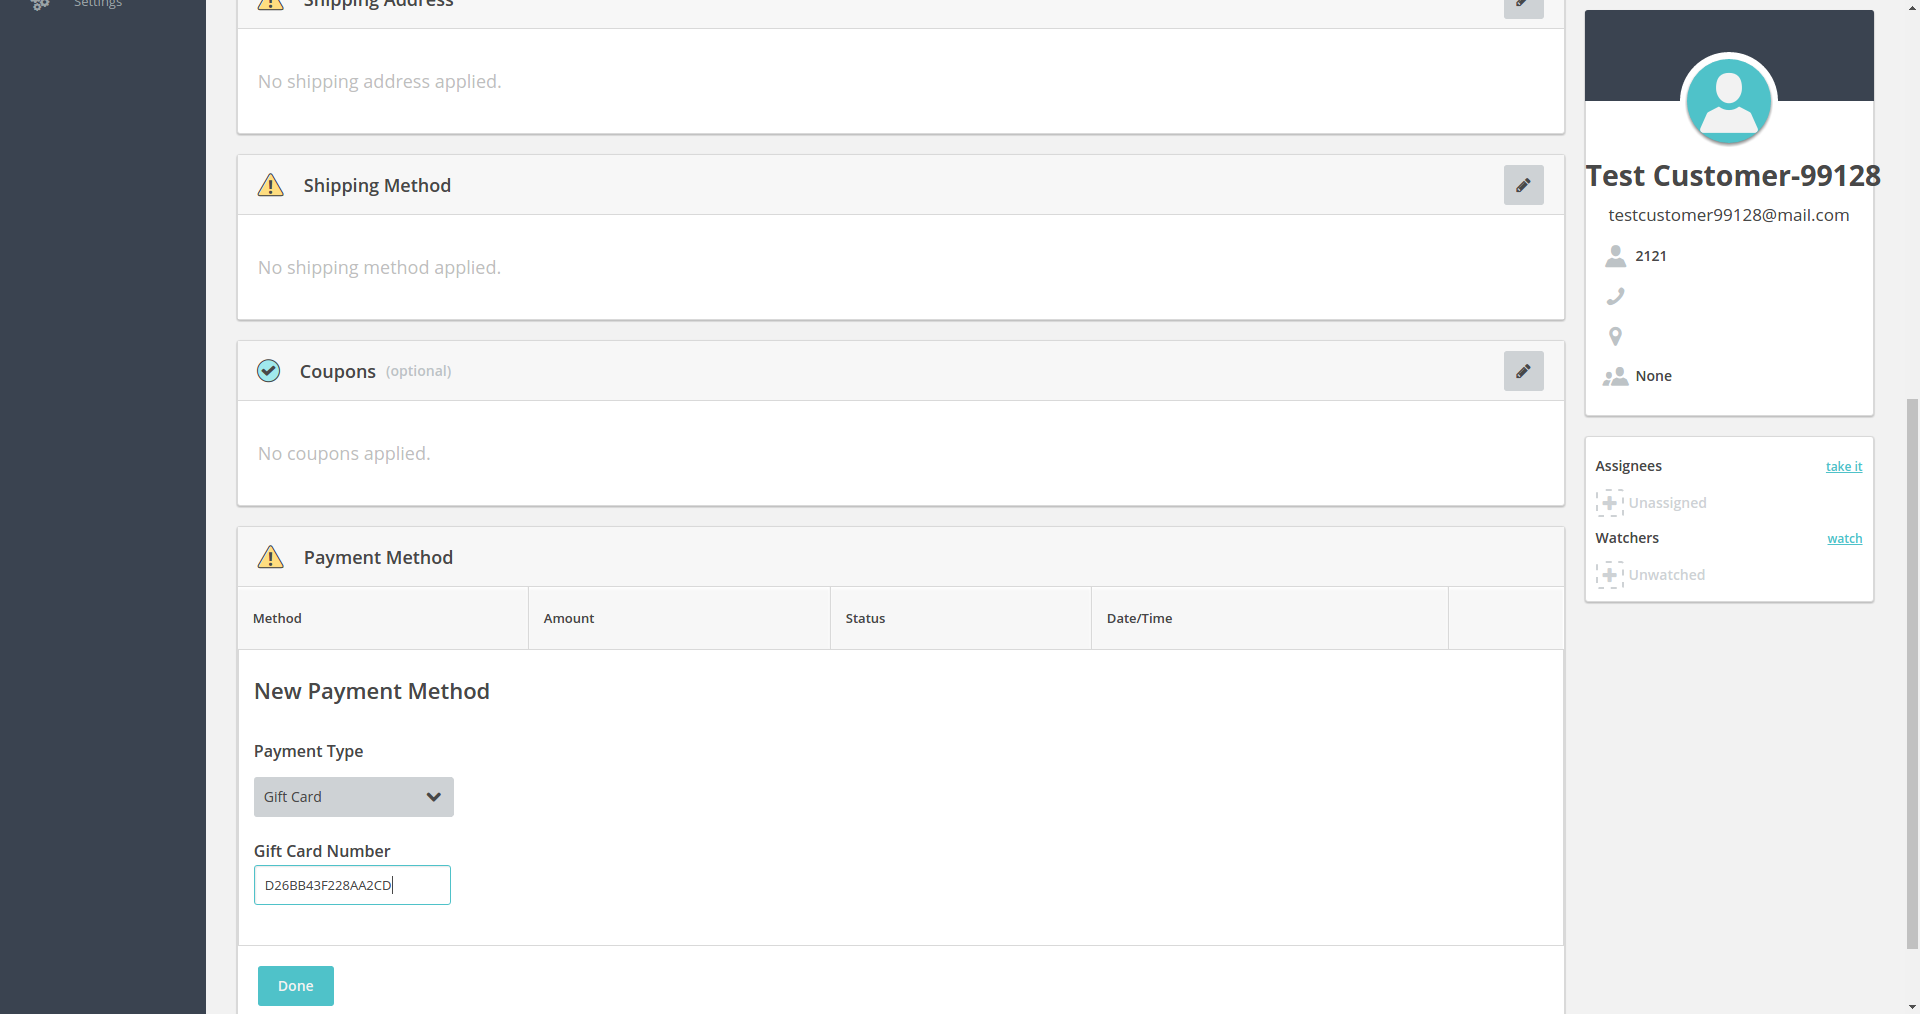 Settings
Shipping Address
No shipping address applied.
Shipping Method
No shipping method applied.
Coupons (optional)
No coupons applied.
Payment Method
Method Amount Status Date/Time
New Payment Method
Payment Type
Gift Card
Gift Card Number
D26BB43F228AA2CD
Done
Test Customer-99128
testcustomer99128@mail.com
2121
None
Assignees take it
Unassigned
Watchers watch
Unwatched